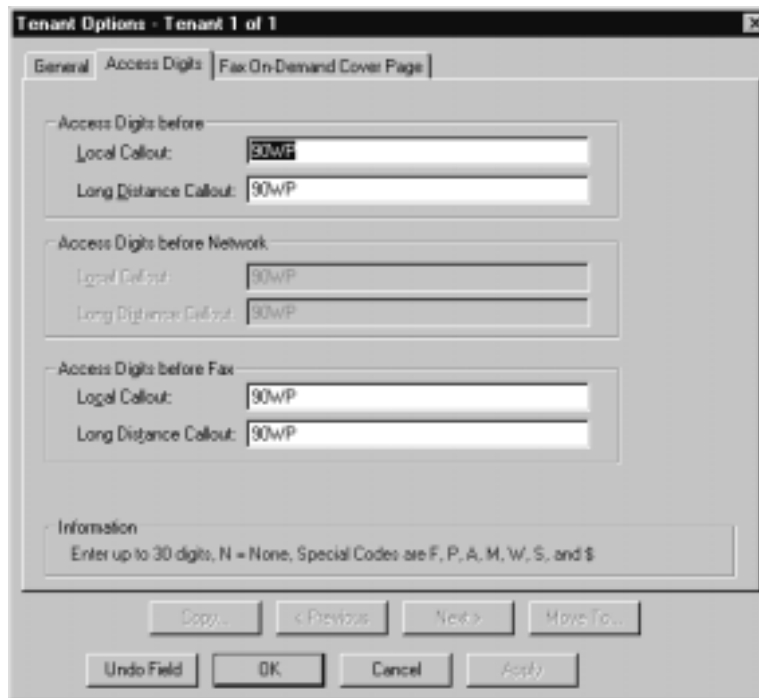 Tenant Options - Tenant 1 of 1
General Access Digits Fax On-Demand Cover Page
Access Digits before
Local Callout: 90WP
Long Distance Callout: 90WP
Access Digits before Network
Local Callout: 90WP
Long Distance Callout: 90WP
Access Digits before Fax
Local Callout: 90WP
Long Distance Callout: 90WP
Information
Enter up to 30 digits, N = None, Special Codes are F, P, A, M, W, S, and $
Copy... < Previous Next > Move To...
Undo Field OK Cancel Apply